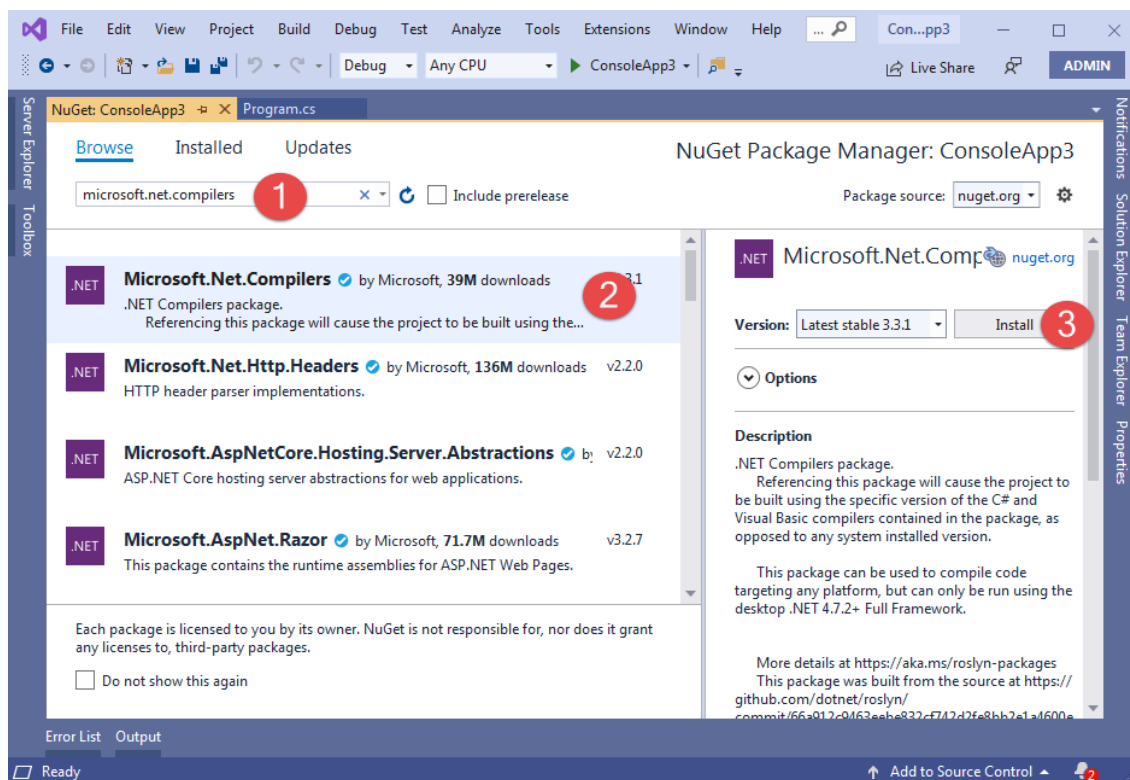 File Edit View Project Build Debug Test Analyze Tools Extensions Window Help ... Con...pp3
Debug Any CPU ConsoleApp3 Live Share ADMIN
Server Explorer
Toolbox
NuGet: ConsoleApp3 Program.cs
Browse Installed Updates
NuGet Package Manager: ConsoleApp3
microsoft.net.compilers 1 Include prerelease
Package source: nuget.org
Microsoft.Net.Compilers by Microsoft, 39M downloads 3.1
.NET
2
.NET Compilers package.
Referencing this package will cause the project to be built using the...
Microsoft.Net.Http.Headers by Microsoft, 136M downloads v2.2.0
.NET
HTTP header parser implementations.
Microsoft.AspNetCore.Hosting.Server.Abstractions by v2.2.0
.NET
ASP.NET Core hosting server abstractions for web applications.
Microsoft.AspNet.Razor by Microsoft, 71.7M downloads v3.2.7
.NET
This package contains the runtime assemblies for ASP.NET Web Pages.
Each package is licensed to you by its owner. NuGet is not responsible for, nor does it grant
any licenses to, third-party packages.
Do not show this again
.NET Microsoft.Net.Comp nuget.org
Version: Latest stable 3.3.1 Install 3
Options
Description
.NET Compilers package.
Referencing this package will cause the project to
be built using the specific version of the C# and
Visual Basic compilers contained in the package, as
opposed to any system installed version.
This package can be used to compile code
targeting any platform, but can only be run using the
desktop .NET 4.7.2+ Full Framework.
More details at https://aka.ms/roslyn-packages
This package was built from the source at https://
github.com/dotnet/roslyn/
Notifications
Solution Explorer
Team Explorer
Properties
Error List Output
Ready Add to Source Control 2